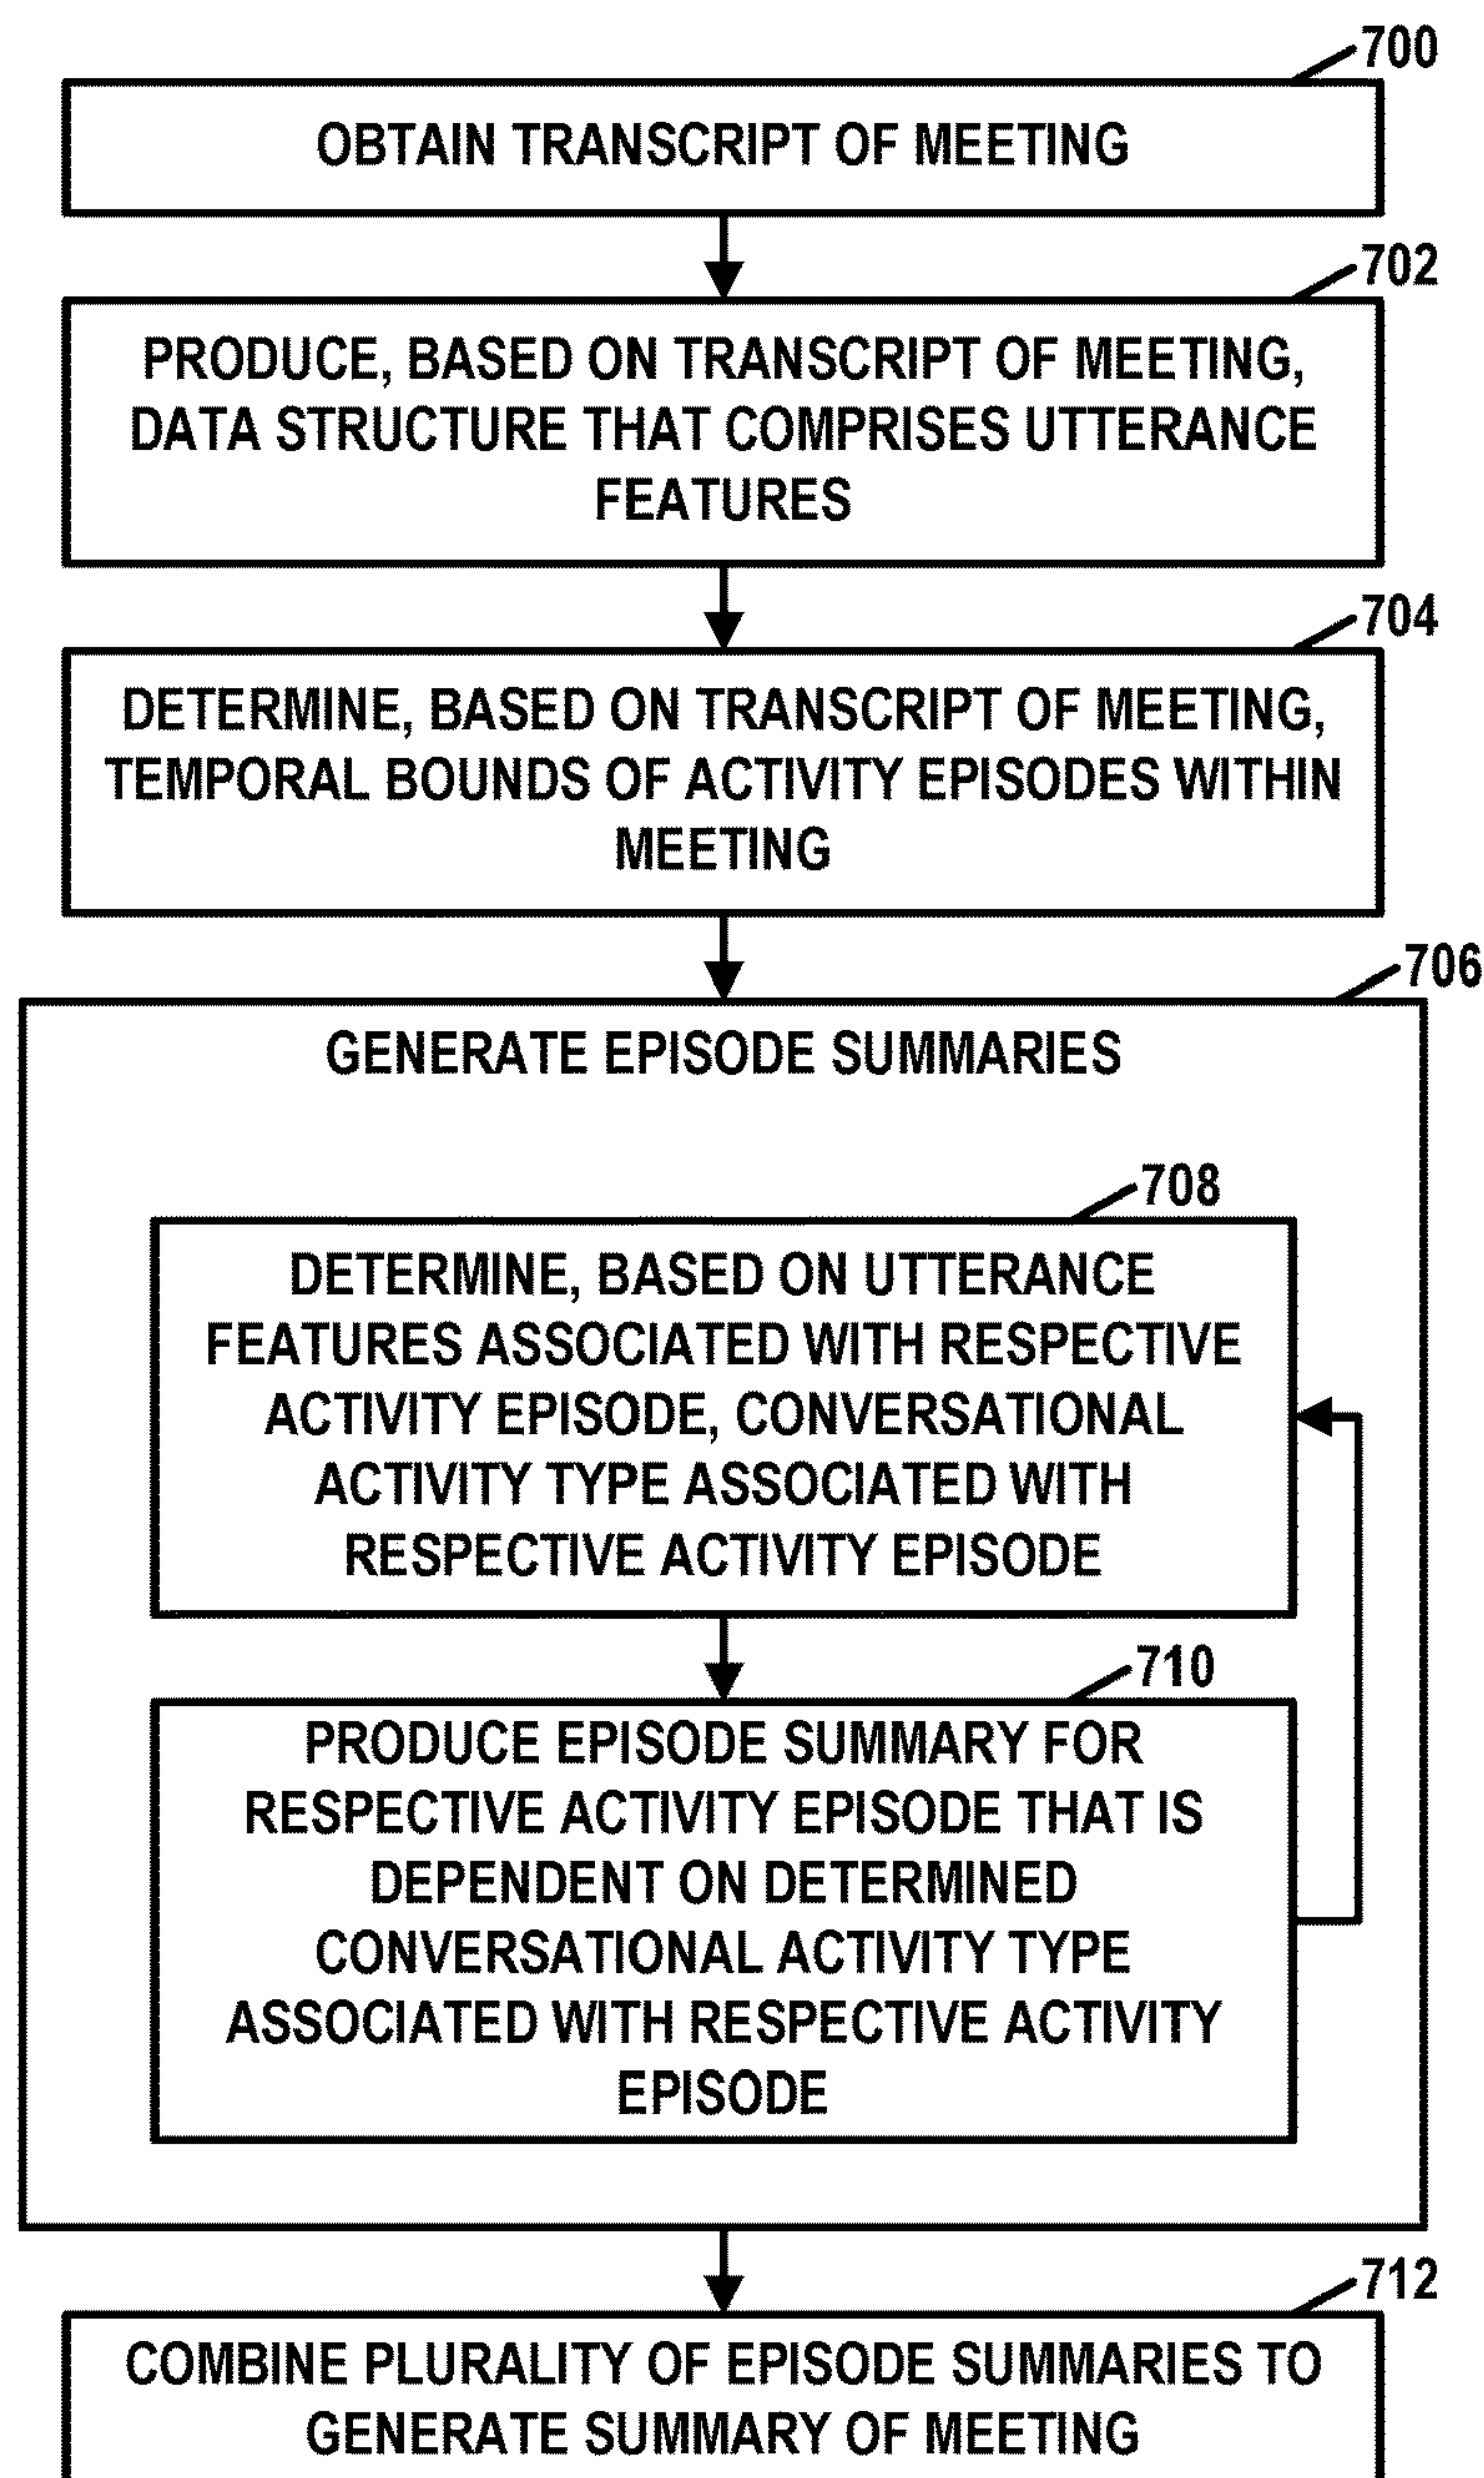 700
OBTAIN TRANSCRIPT OF MEETING
702
PRODUCE, BASED ON TRANSCRIPT OF MEETING,
DATA STRUCTURE THAT COMPRISES UTTERANCE
FEATURES
704
DETERMINE, BASED ON TRANSCRIPT OF MEETING,
TEMPORAL BOUNDS OF ACTIVITY EPISODES WITHIN
MEETING
706
GENERATE EPISODE SUMMARIES
708
DETERMINE, BASED ON UTTERANCE
FEATURES ASSOCIATED WITH RESPECTIVE
ACTIVITY EPISODE, CONVERSATIONAL
ACTIVITY TYPE ASSOCIATED WITH
RESPECTIVE ACTIVITY EPISODE
710
PRODUCE EPISODE SUMMARY FOR
RESPECTIVE ACTIVITY EPISODE THAT IS
DEPENDENT ON DETERMINED
CONVERSATIONAL ACTIVITY TYPE
ASSOCIATED WITH RESPECTIVE ACTIVITY
EPISODE
712
COMBINE PLURALITY OF EPISODE SUMMARIES TO
GENERATE SUMMARY OF MEETING